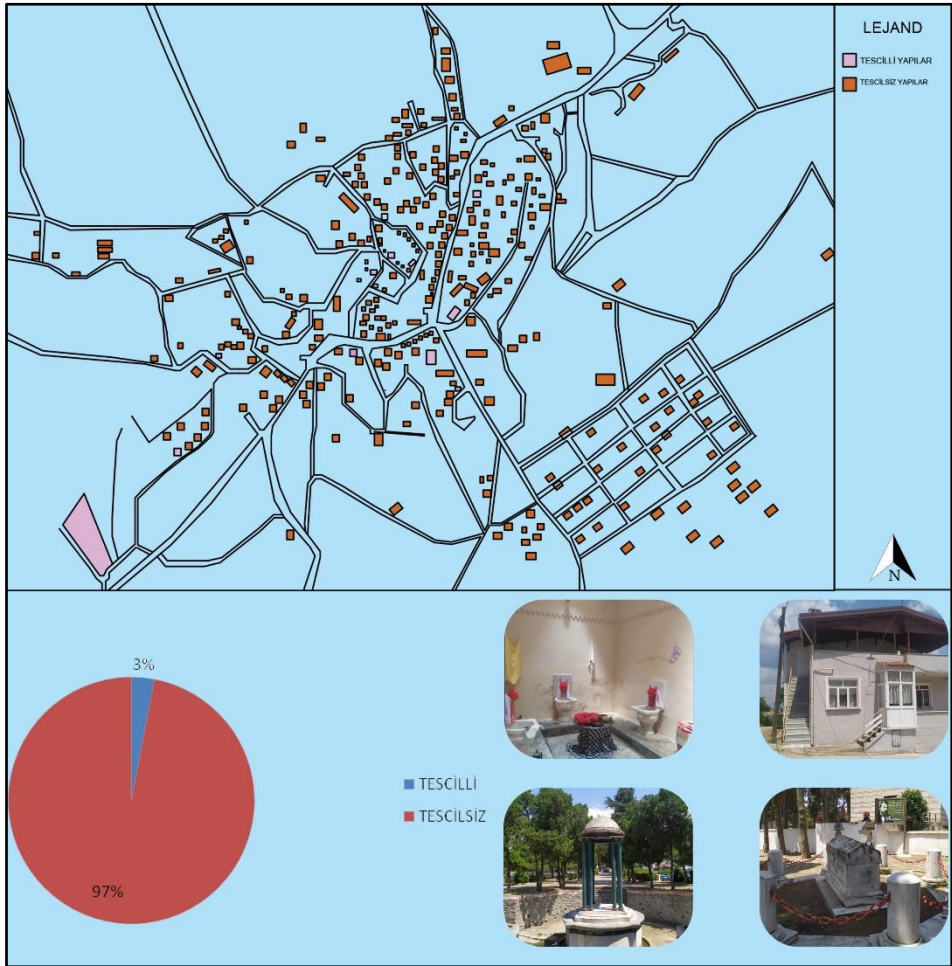 LEJAND
TESCİLLİ YAPILAR
TESCİLSİZ YAPILAR
N
3%
97%
TESCİLLİ
TESCİLSİZ